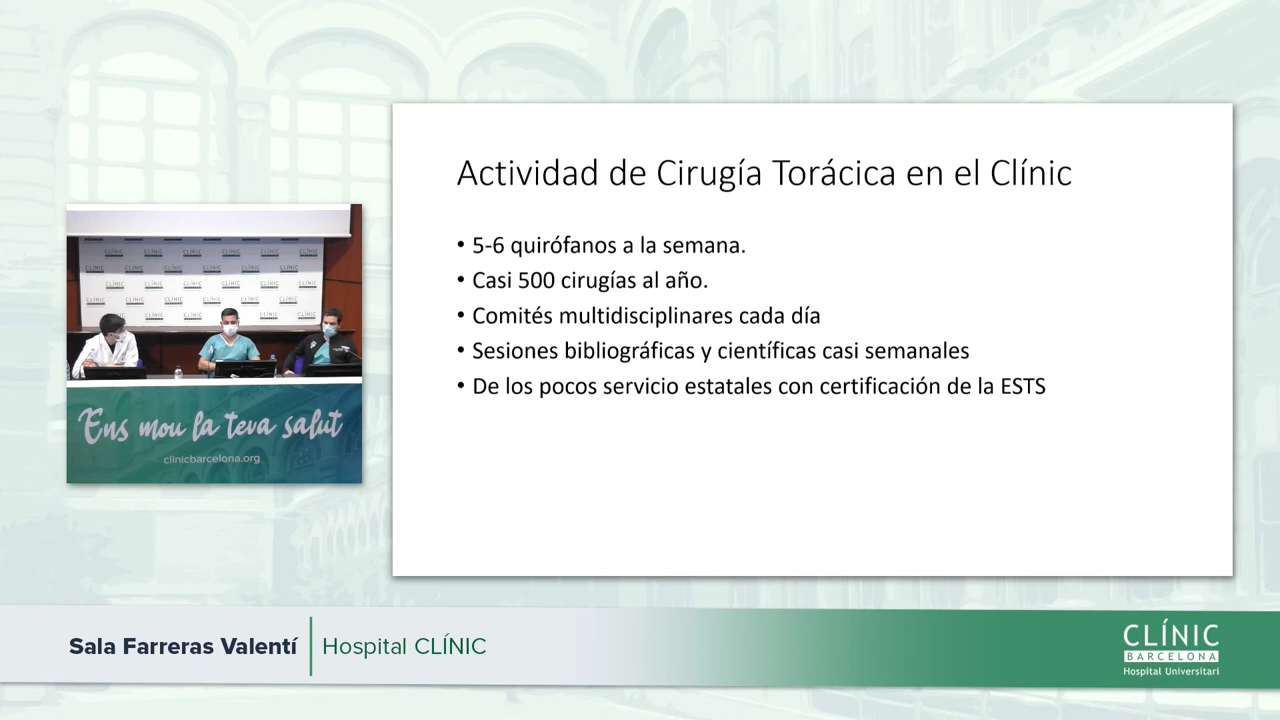 Actividad de Cirugía Torácica en el Clínic
• 5-6 quirófanos a la semana.
• Casi 500 cirugías al año.
• Comités multidisciplinares cada día
• Sesiones bibliográficas y científicas casi semanales
• De los pocos servicio estatales con certificación de la ESTS
Ens mou la teva salut
clinicbarcelona.org
Sala Farreras Valentí
Hospital CLÍNIC
CLÍNIC
BARCELONA
Hospital Universitari